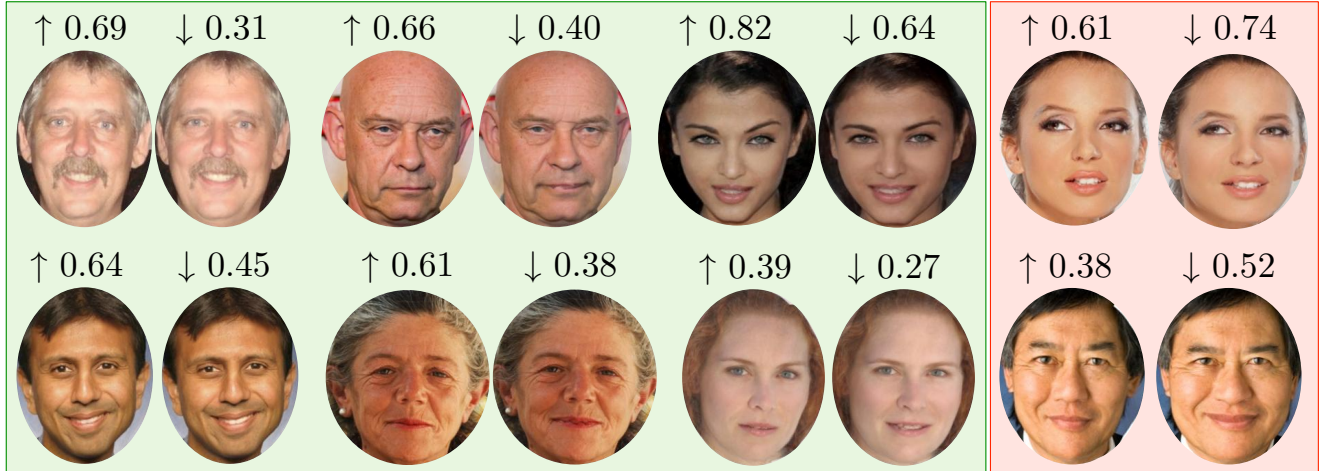 ↑ 0.69 ↓ 0.31 ↑ 0.66 ↓ 0.40 ↑ 0.82 ↓ 0.64 ↑ 0.61 ↓ 0.74
↑ 0.64 ↓ 0.45 ↑ 0.61 ↓ 0.38 ↑ 0.39 ↓ 0.27 ↑ 0.38 ↓ 0.52